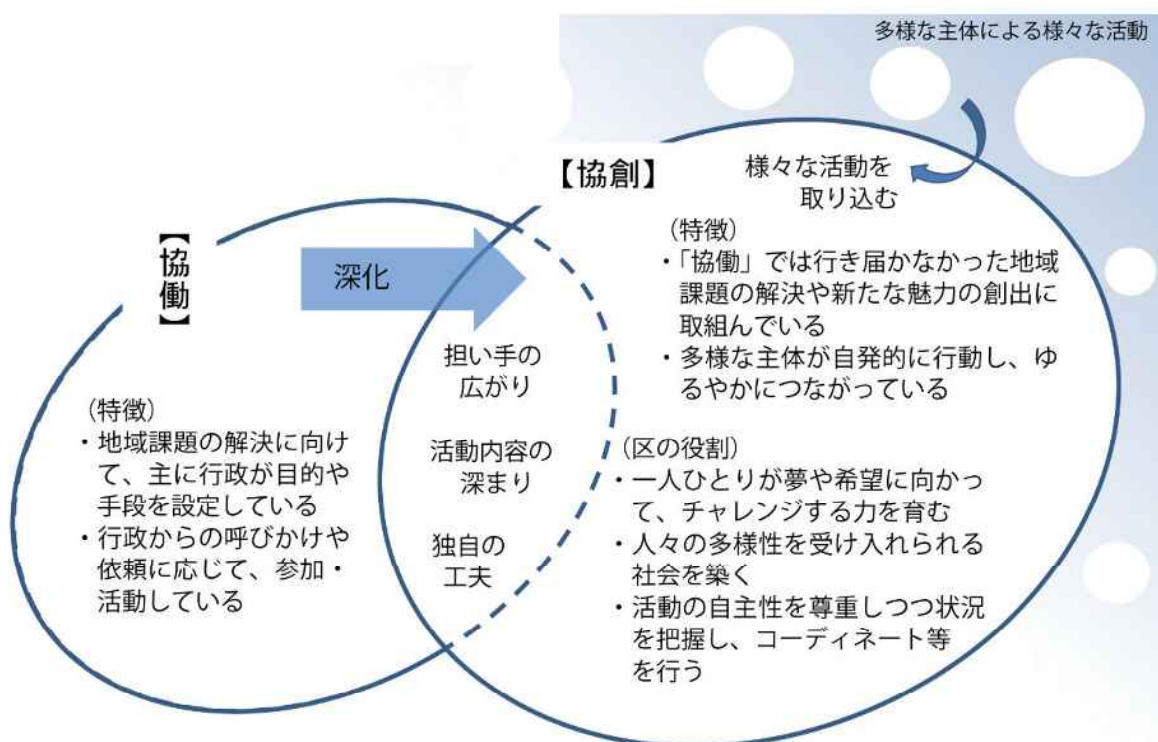 多様な主体による様々な活動
【協創】
様々な活動を
取り込む
（特徴）
・「協働」では行き届かなかった地域
課題の解決や新たな魅力の創出に
取組んでいる
・多様な主体が自発的に行動し、ゆ
るやかにつながっている
（区の役割）
・一人ひとりが夢や希望に向かっ
て、チャレンジする力を育む
・人々の多様性を受け入れられる
社会を築く
・活動の自主性を尊重しつつ状況
を把握し、コーディネート等
を行う
【協働】
深化
担い手の
広がり
活動内容の
深まり
独自の
工夫
（特徴）
・地域課題の解決に向け
て、主に行政が目的や
手段を設定している
・行政からの呼びかけや
依頼に応じて、参加・
活動している